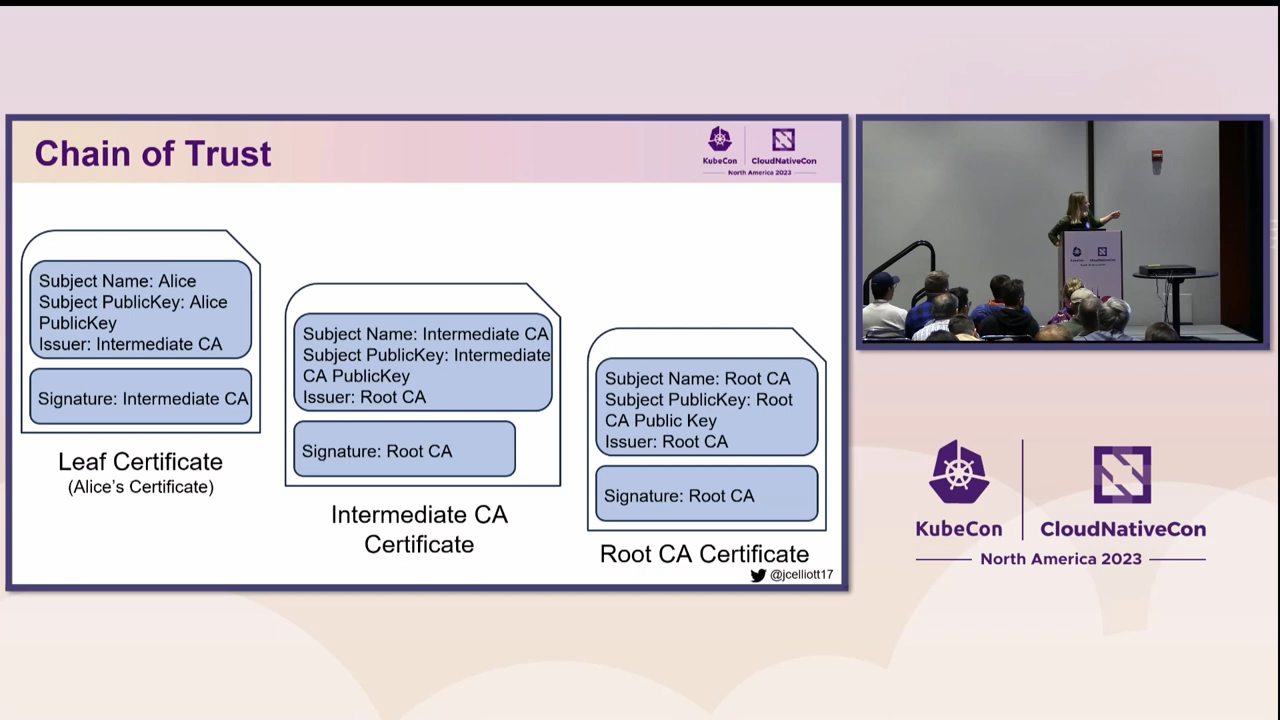 Chain of Trust
KubeCon
CloudNativeCon
North America 2023
Subject Name: Alice
Subject PublicKey: Alice
PublicKey
Issuer: Intermediate CA
Signature: Intermediate CA
Leaf Certificate
(Alice's Certificate)
Subject Name: Intermediate CA
Subject PublicKey: Intermediate
CA PublicKey
Issuer: Root CA
Signature: Root CA
Intermediate CA
Certificate
Subject Name: Root CA
Subject PublicKey: Root
CA Public Key
Issuer: Root CA
Signature: Root CA
Root CA Certificate
@jcelliott17
KubeCon
CloudNativeCon
North America 2023